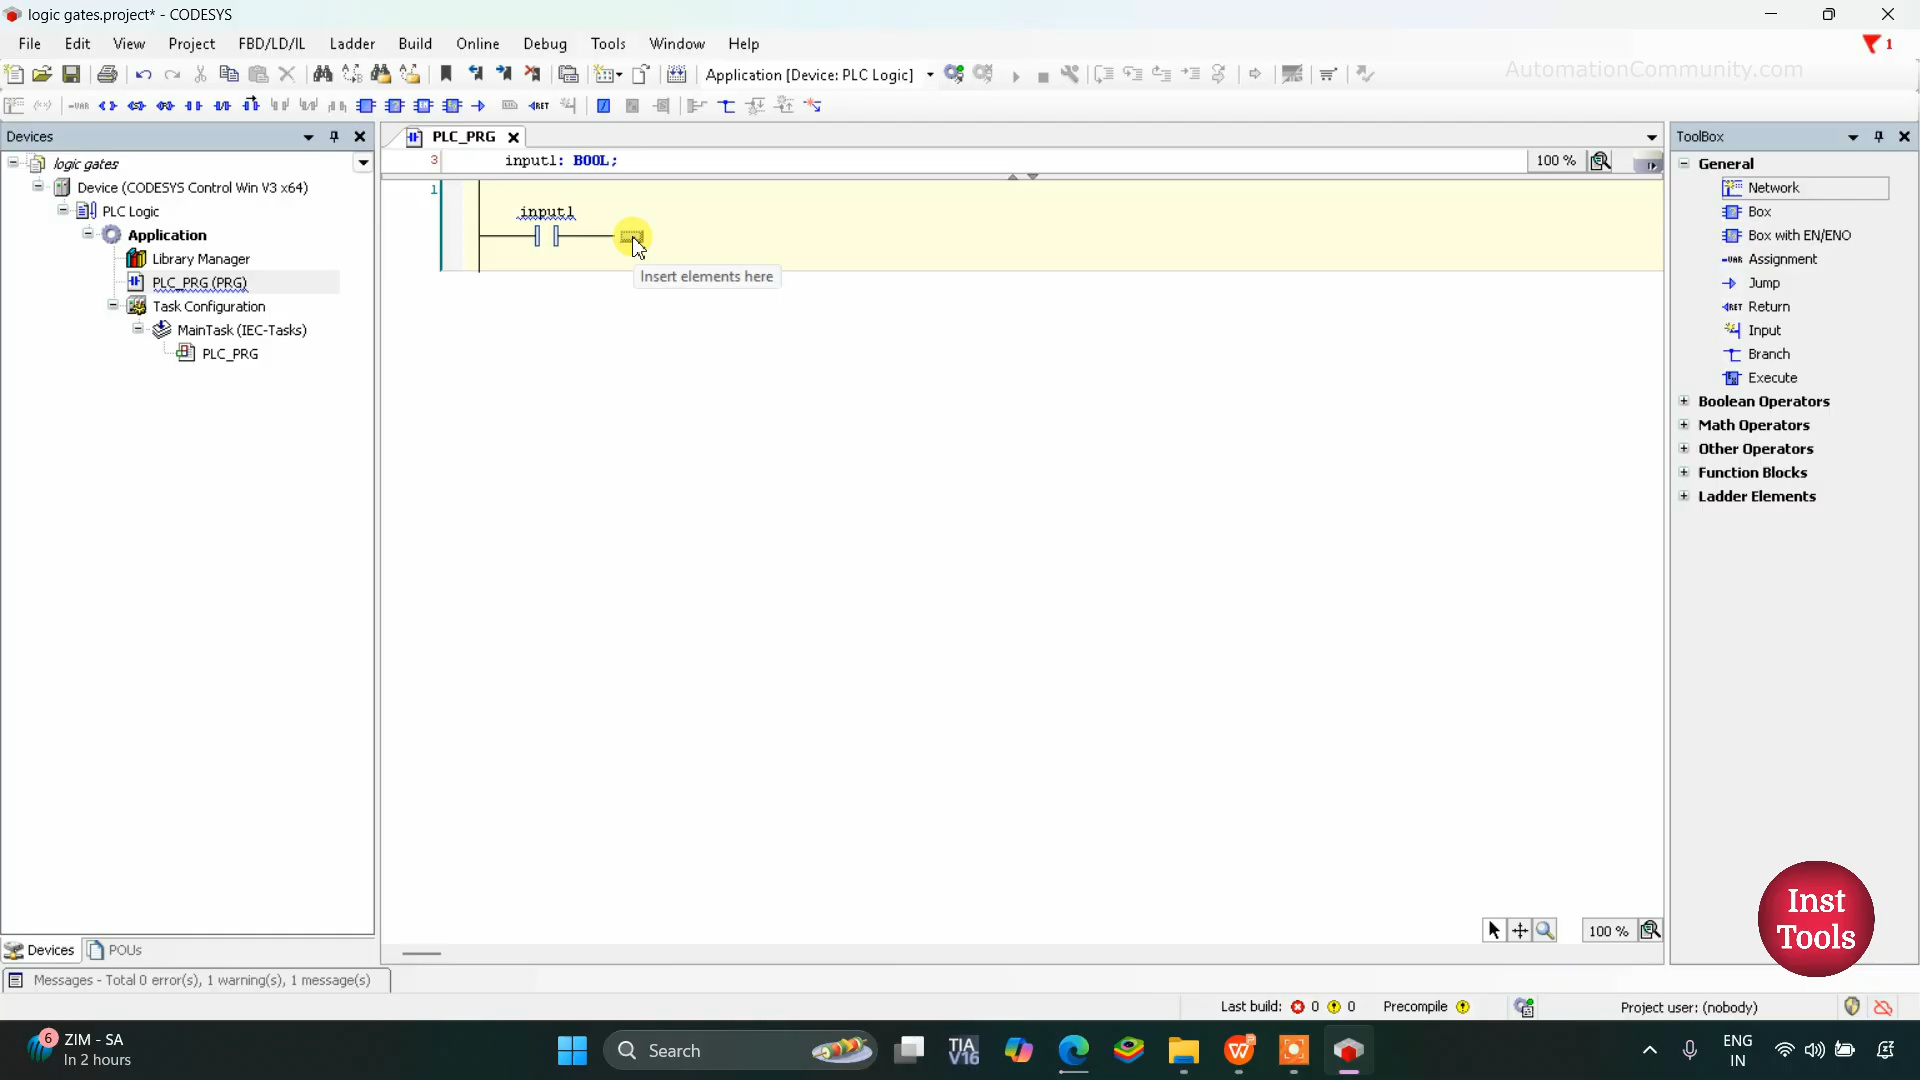 logic gates.project* - CODESYS
File Edit View Project FBD/LD/IL Ladder Build Online Debug Tools Window Help
1
Application [Device: PLC Logic]
AutomationCommunity.com
Devices
PLC_PRG
ToolBox
logic gates
Device (CODESYS Control Win V3 x64)
PLC Logic
Application
Library Manager
PLC_PRG (PRG)
Task Configuration
MainTask (IEC-Tasks)
PLC_PRG
3 input1: BOOL;
100 %
1
input1
Insert elements here
General
Network
Box
Box with EN/ENO
Assignment
Jump
Return
Input
Branch
Execute
Boolean Operators
Math Operators
Other Operators
Function Blocks
Ladder Elements
100 %
Inst
Tools
Devices POUs
Messages - Total 0 error(s), 1 warning(s), 1 message(s)
Last build: 0 0 Precompile
Project user: (nobody)
6
ZIM - SA
In 2 hours
Search
TIA
V16
ENG
IN